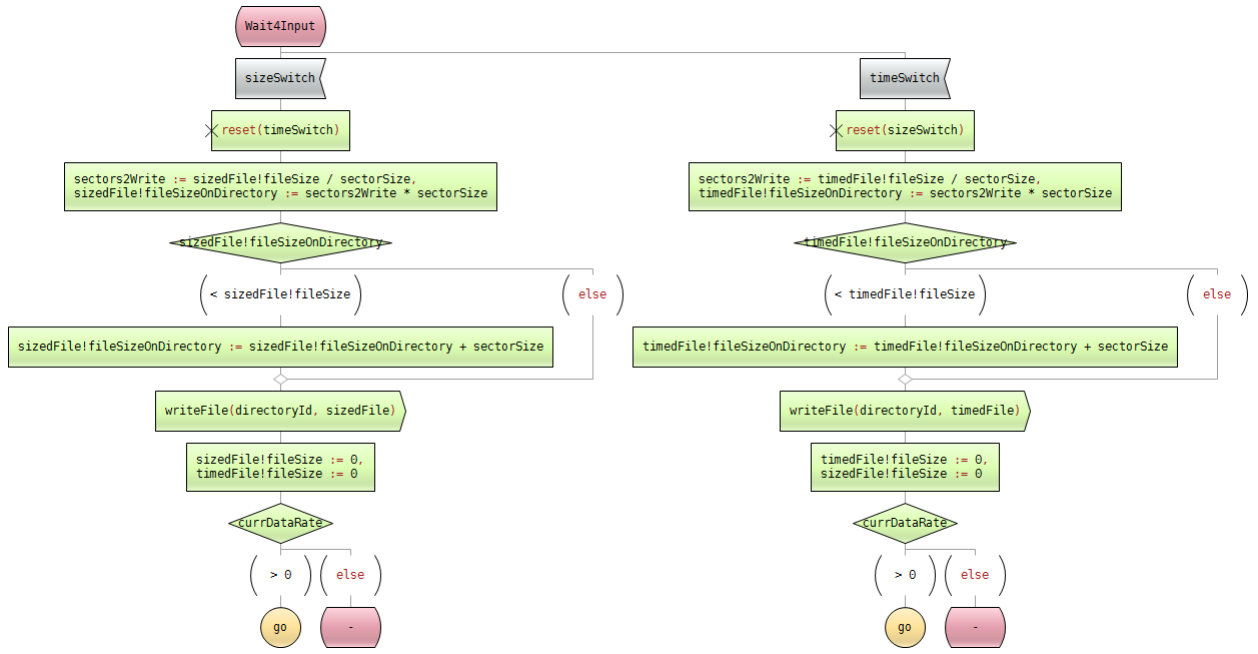 Wait4Input
sizeSwitch
reset(timeSwitch)
sectors2Write := sizedFile!fileSize / sectorSize,
sizedFile!fileSizeOnDirectory := sectors2Write * sectorSize
sizedFile!fileSizeOnDirectory
< sizedFile!fileSize
else
sizedFile!fileSizeOnDirectory := sizedFile!fileSizeOnDirectory + sectorSize
writeFile(directoryId, sizedFile)
sizedFile!fileSize := 0,
timedFile!fileSize := 0
currDataRate
> 0
else
go
-
timeSwitch
reset(sizeSwitch)
sectors2Write := timedFile!fileSize / sectorSize,
timedFile!fileSizeOnDirectory := sectors2Write * sectorSize
timedFile!fileSizeOnDirectory
< timedFile!fileSize
else
timedFile!fileSizeOnDirectory := timedFile!fileSizeOnDirectory + sectorSize
writeFile(directoryId, timedFile)
timedFile!fileSize := 0,
sizedFile!fileSize := 0
currDataRate
> 0
else
go
-